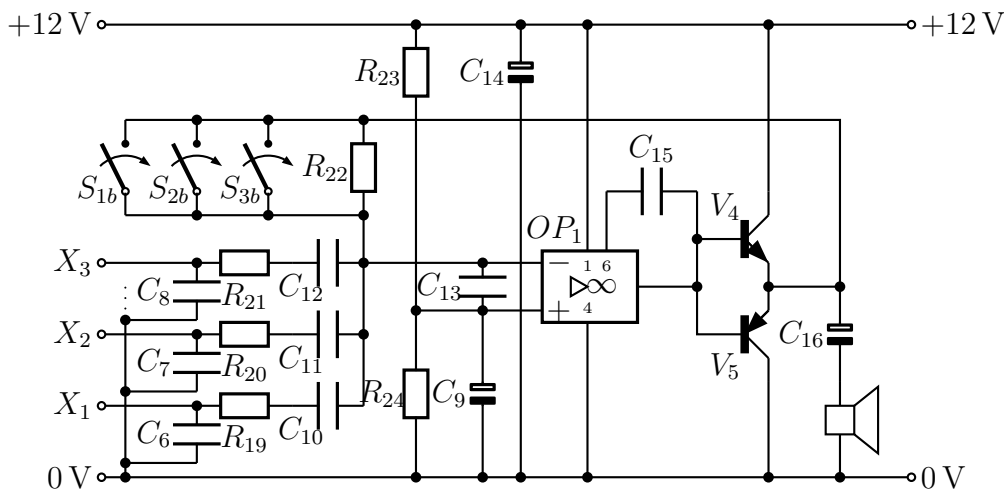 +12 V
+12 V
R23
C14
R22
C15
S1b
S2b
S3b
V4
OP1
1 6
− ▷∞
+ 4
X3
C8
R21
C12
C13
X2
C7
R20
C11
V5
C16
X1
C6
R19
C10
R24
C9
0 V
0 V